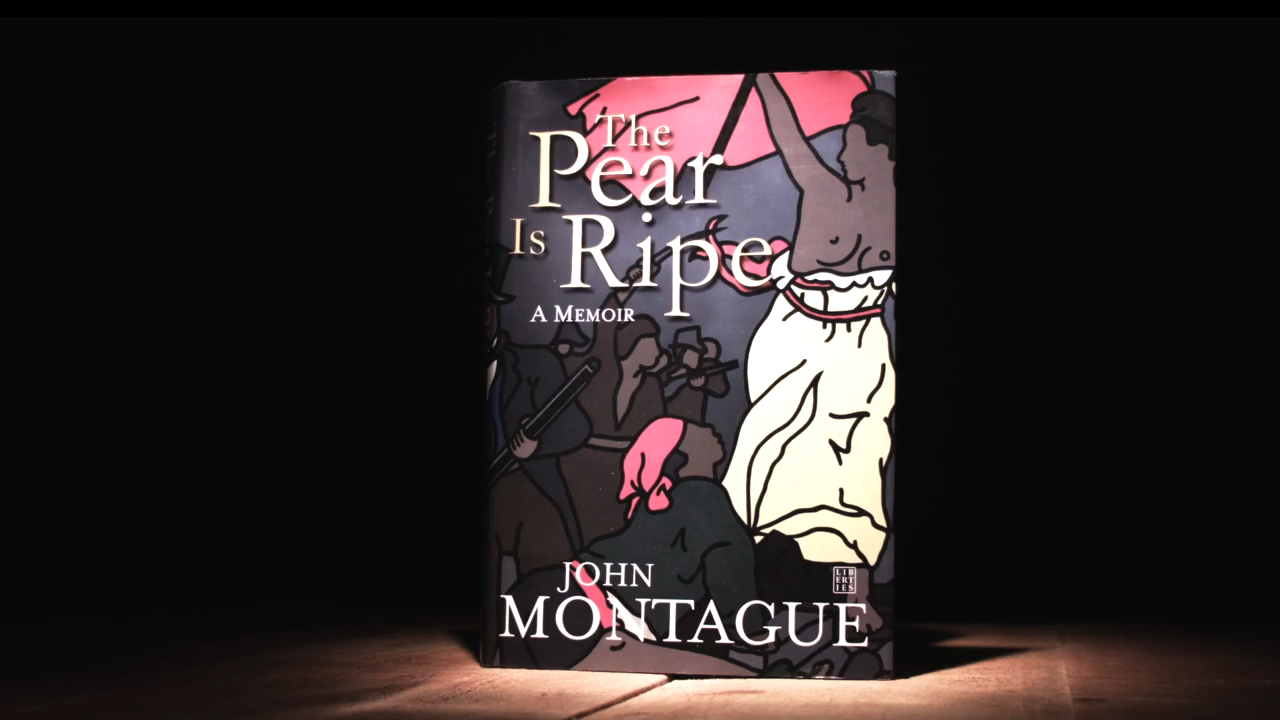 The
Pear
Is Ripe
A MEMOIR
JOHN
MONTAGUE
LIB
ERT
IES